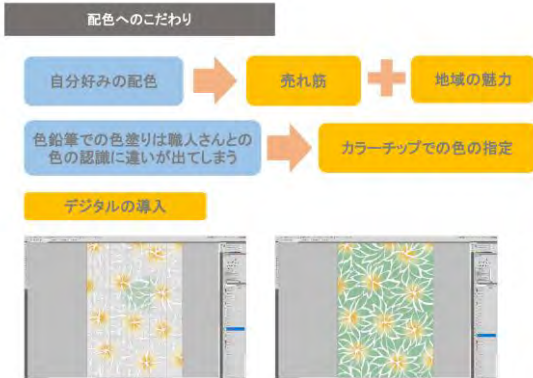 配色へのこだわり
自分好みの配色
売れ筋
地域の魅力
色鉛筆での色塗りは職人さんとの
色の認識に違いが出てしまう
カラーチップでの色の指定
デジタルの導入